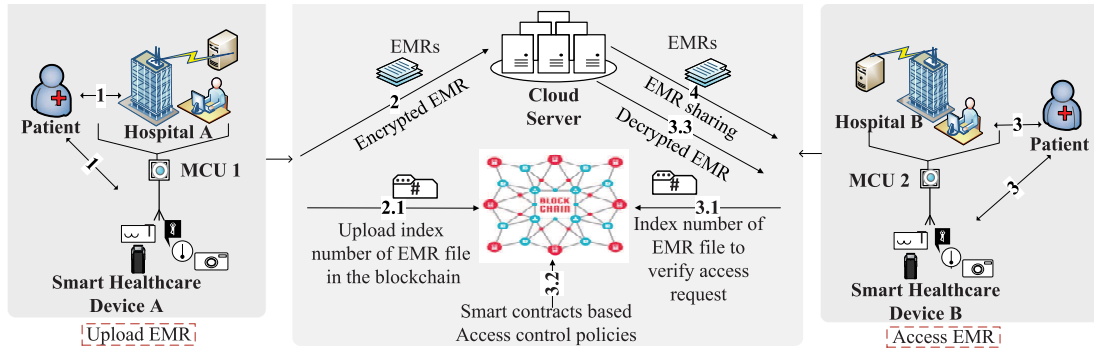 Patient
1
Hospital A
1
MCU 1
Smart Healthcare
Device A
Upload EMR
EMRs
2
Encrypted EMR
Cloud
Server
EMRs
4
EMR sharing
3.3
Decrypted EMR
#
2.1
Upload index
number of EMR file
in the blockchain
BLOCK
CHAIN
#
3.1
Index number of
EMR file to
verify access
request
3.2
Smart contracts based
Access control policies
Hospital B
3
Patient
MCU 2
3
Smart Healthcare
Device B
Access EMR